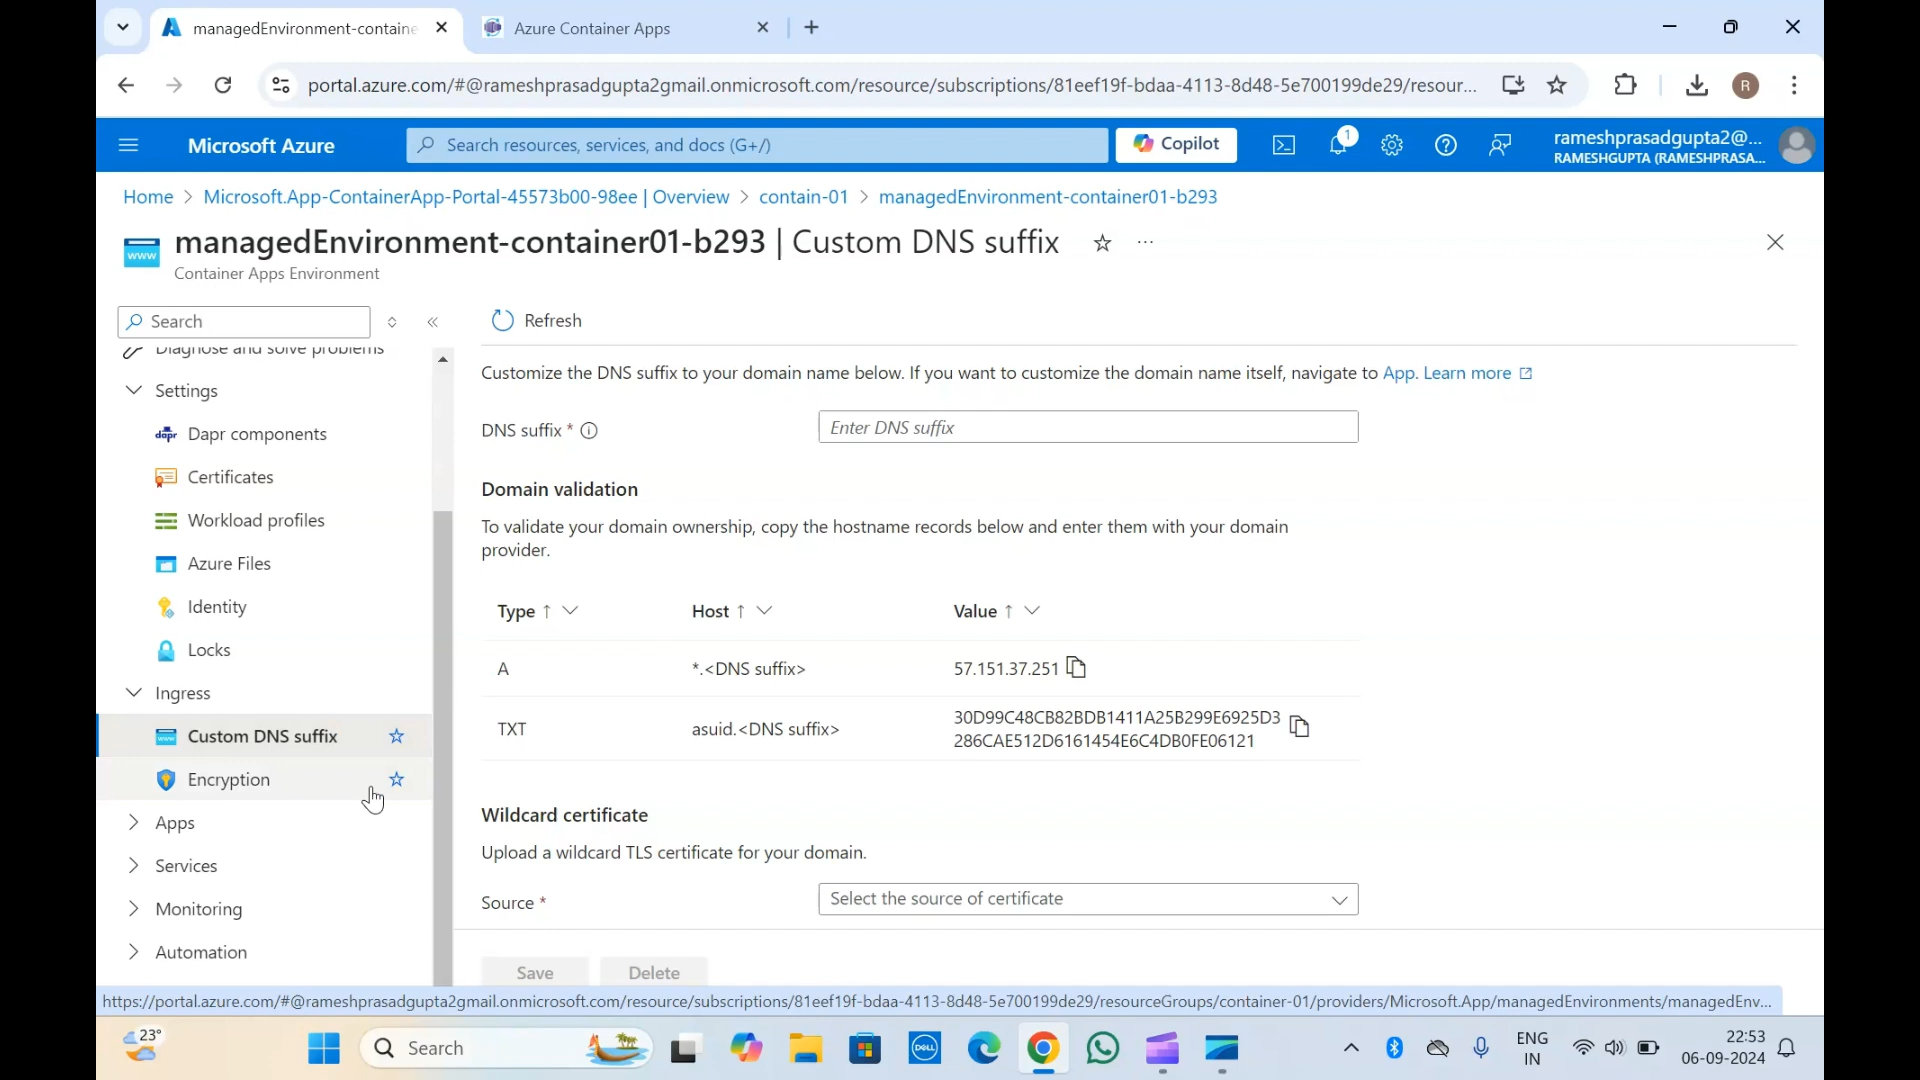 managedEnvironment-containe
Azure Container Apps
portal.azure.com/#@rameshprasadgupta2gmail.onmicrosoft.com/resource/subscriptions/81eef19f-bdaa-4113-8d48-5e700199de29/resour...
R
Microsoft Azure
Search resources, services, and docs (G+/)
Copilot
1
rameshprasadgupta2@...
RAMESHGUPTA (RAMESHPRASA...
Home > Microsoft.App-ContainerApp-Portal-45573b00-98ee | Overview > contain-01 > managedEnvironment-container01-b293
www
managedEnvironment-container01-b293 | Custom DNS suffix
...
Container Apps Environment
Search
Refresh
Diagnose and solve problems
Settings
dapr
Dapr components
Certificates
Workload profiles
Azure Files
Identity
Locks
Ingress
www
Custom DNS suffix
Encryption
Apps
Services
Monitoring
Automation
Customize the DNS suffix to your domain name below. If you want to customize the domain name itself, navigate to App. Learn more
DNS suffix *
Enter DNS suffix
Domain validation
To validate your domain ownership, copy the hostname records below and enter them with your domain
provider.
Type ↑ Host ↑ Value ↑
A *.<DNS suffix> 57.151.37.251
TXT asuid.<DNS suffix> 30D99C48CB82BDB1411A25B299E6925D3
286CAE512D6161454E6C4DB0FE06121
Wildcard certificate
Upload a wildcard TLS certificate for your domain.
Source *
Select the source of certificate
Save
Delete
https://portal.azure.com/#@rameshprasadgupta2gmail.onmicrosoft.com/resource/subscriptions/81eef19f-bdaa-4113-8d48-5e700199de29/resourceGroups/container-01/providers/Microsoft.App/managedEnvironments/managedEnv...
23°
Search
DELL
ENG
IN
22:53
06-09-2024